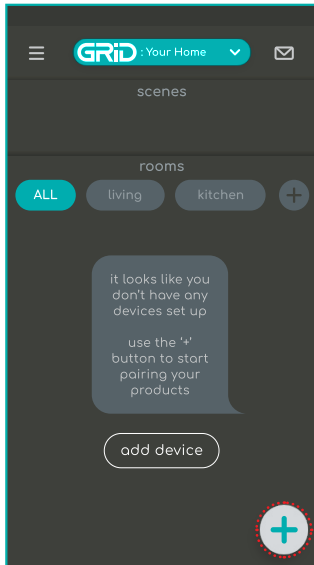 GRiD : Your Home
scenes
rooms
ALL living kitchen +
it looks like you
don't have any
devices set up
use the '+'
button to start
pairing your
products
add device
+